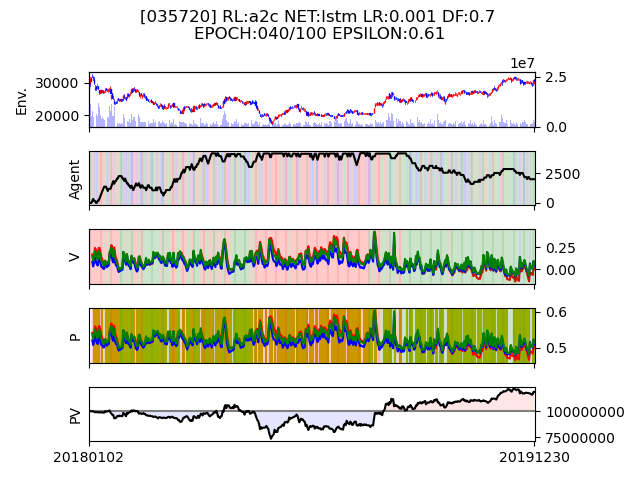 [035720] RL:a2c NET:lstm LR:0.001 DF:0.7
EPOCH:040/100 EPSILON:0.61
1e7
Env.
30000
20000
2.5
0.0
Agent
2500
0
V
0.25
0.00
P
0.6
0.5
PV
100000000
75000000
20180102
20191230